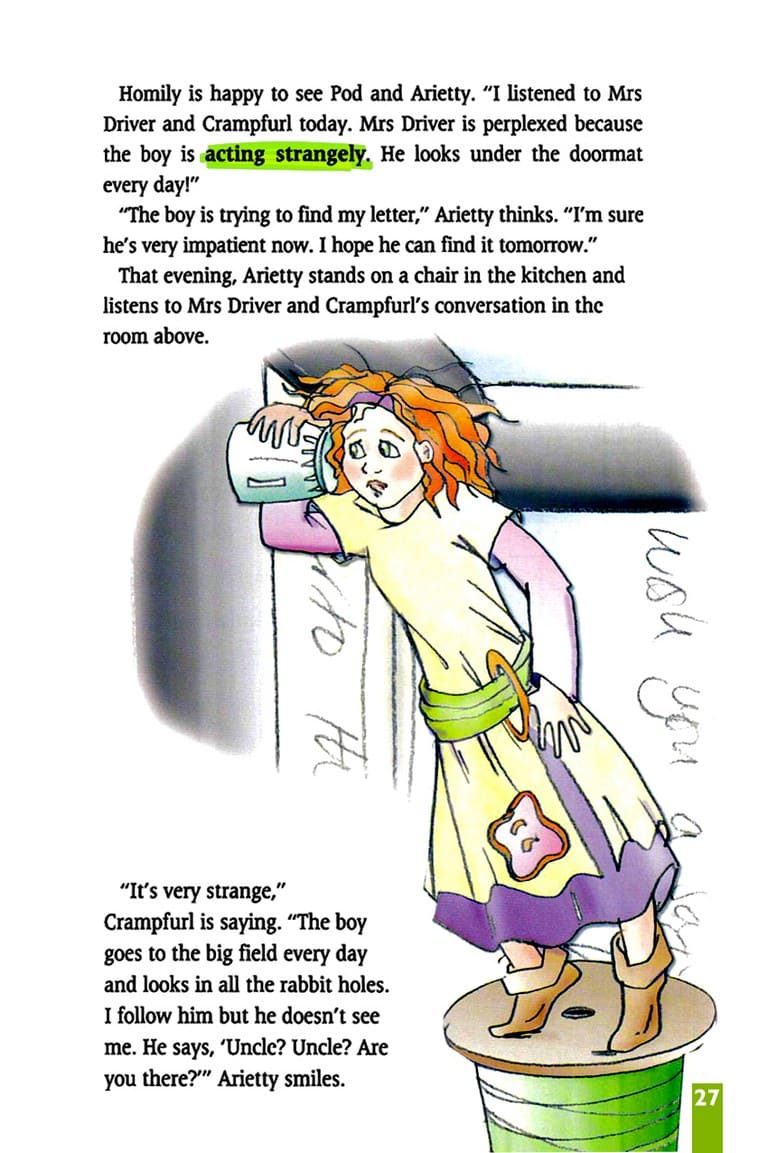 Homily is happy to see Pod and Arietty. “I listened to Mrs
Driver and Crampfurl today. Mrs Driver is perplexed because
the boy is acting strangely. He looks under the doormat
every day!”
“The boy is trying to find my letter,” Arietty thinks. “I’m sure
he’s very impatient now. I hope he can find it tomorrow.”
That evening, Arietty stands on a chair in the kitchen and
listens to Mrs Driver and Crampfurl’s conversation in the
room above.
wish you a
“It’s very strange,”
Crampfurl is saying. “The boy
goes to the big field every day
and looks in all the rabbit holes.
I follow him but he doesn’t see
me. He says, ‘Uncle? Uncle? Are
you there?’” Arietty smiles.
27